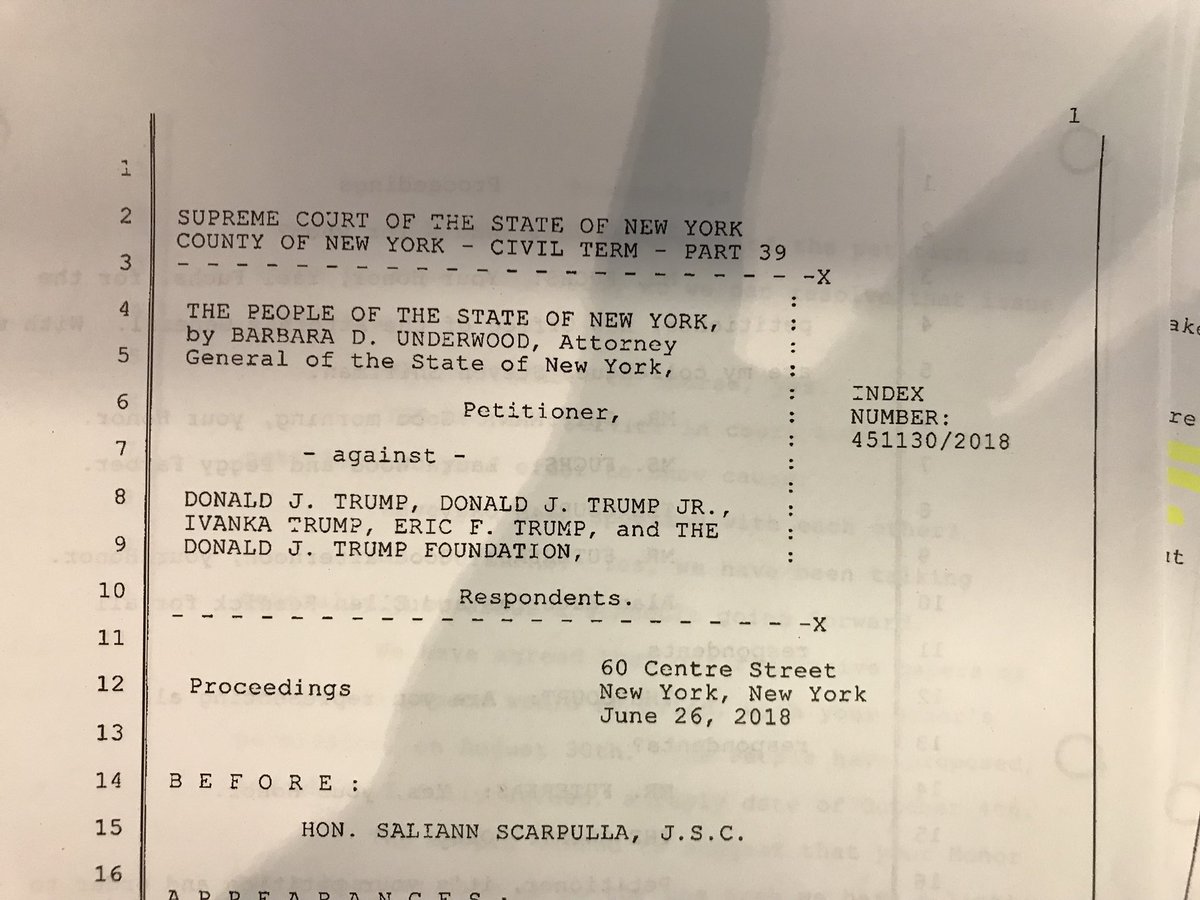 1
1
2 SUPREME COURT OF THE STATE OF NEW YORK
COUNTY OF NEW YORK - CIVIL TERM - PART 39
3 - - - - - - - - - - - - - - - - - - - - - - - - - -X
4 THE PEOPLE OF THE STATE OF NEW YORK, :
by BARBARA D. UNDERWOOD, Attorney :
5 General of the State of New York, :
INDEX
6 Petitioner, : NUMBER:
: 451130/2018
7 - against - :
8 DONALD J. TRUMP, DONALD J. TRUMP JR., :
IVANKA TRUMP, ERIC F. TRUMP, and THE :
9 DONALD J. TRUMP FOUNDATION, :
10 Respondents.
- - - - - - - - - - - - - - - - - - - - - - - - - -X
11
60 Centre Street
12 Proceedings New York, New York
June 26, 2018
13
14 B E F O R E :
15 HON. SALIANN SCARPULLA, J.S.C.
16
A P P E A R A N C E S :